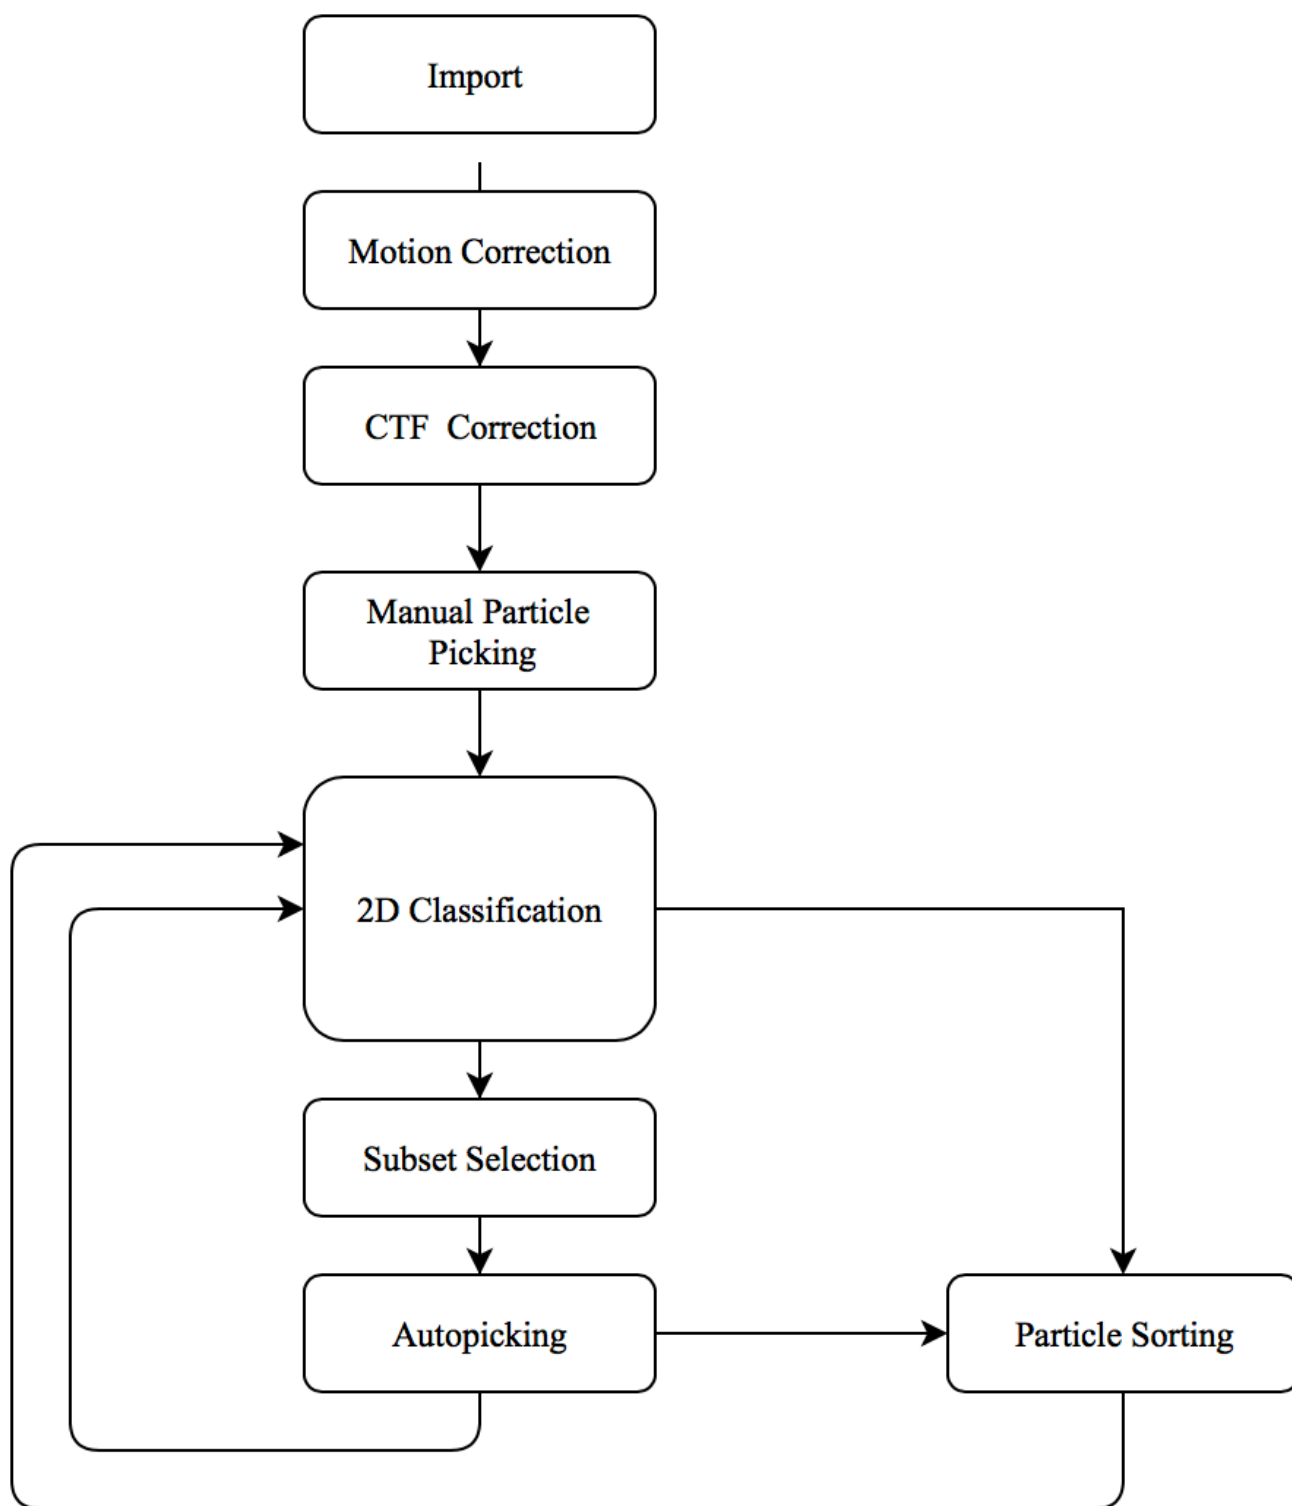 Import
Motion Correction
CTF  Correction
Manual Particle
Picking
2D Classification
Subset Selection
Autopicking
Particle Sorting